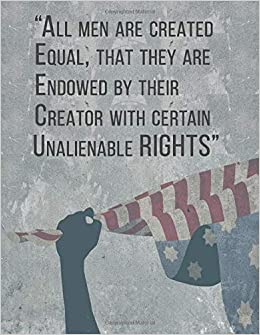 “All men are created
Equal, that they are
Endowed by their
Creator with certain
Unalienable RIGHTS”